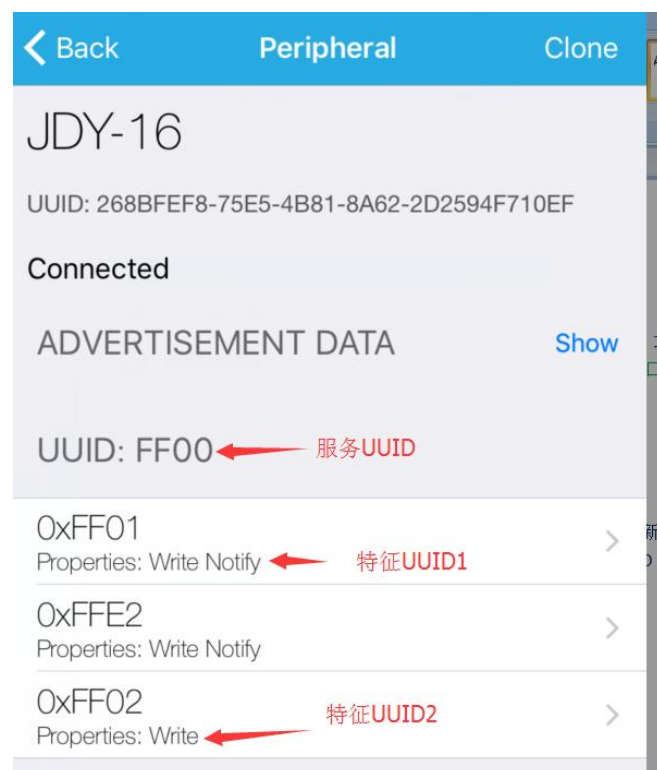 Back Peripheral Clone
JDY-16
UUID: 268BFEF8-75E5-4B81-8A62-2D2594F710EF
Connected
ADVERTISEMENT DATA Show
UUID: FF00 服务UUID
0xFF01
Properties: Write Notify 特征UUID1
0xFFE2
Properties: Write Notify
0xFF02
特征UUID2
Properties: Write
新